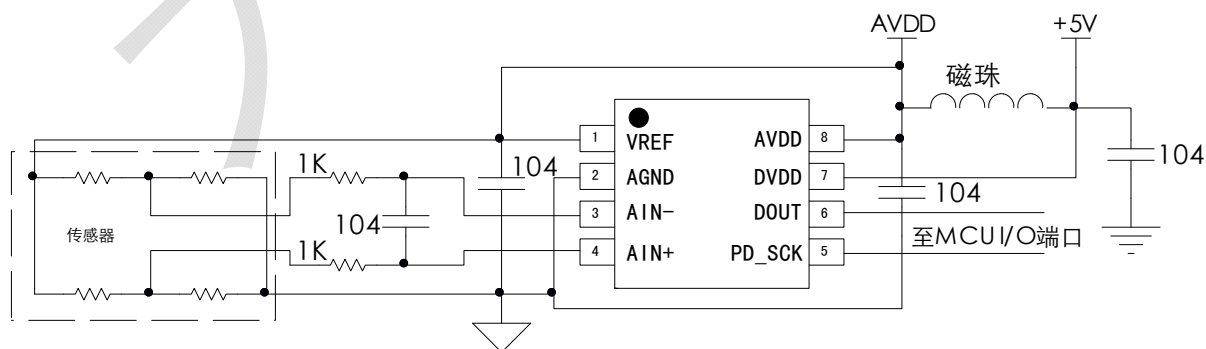 AVDD
+5V
磁珠
1 VREF AVDD 8
2 AGND DVDD 7
3 AIN- DOUT 6
4 AIN+ PD_SCK 5
1K
104
104
1K
104
104
传感器
至MCUI/O端口